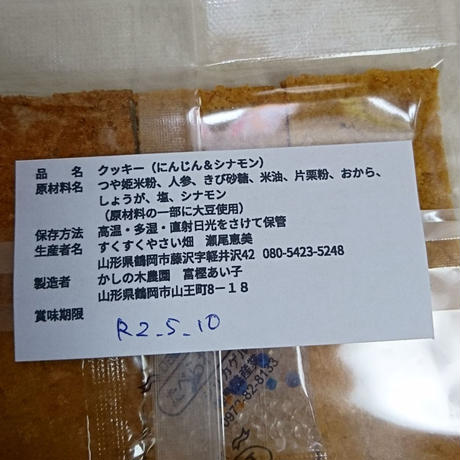 品　名　クッキー（にんじん＆シナモン）
原材料名　つや姫米粉、人参、きび砂糖、米油、片栗粉、おから、
しょうが、塩、シナモン
（原材料の一部に大豆使用）
保存方法　高温・多湿・直射日光をさけて保管
生産者名　すくすくやさい畑　瀬尾恵美
山形県鶴岡市藤沢字軽井沢42　080-5423-5248
製造者　かしの木農園　富樫あい子
山形県鶴岡市山王町8－18
賞味期限　R2.5.10